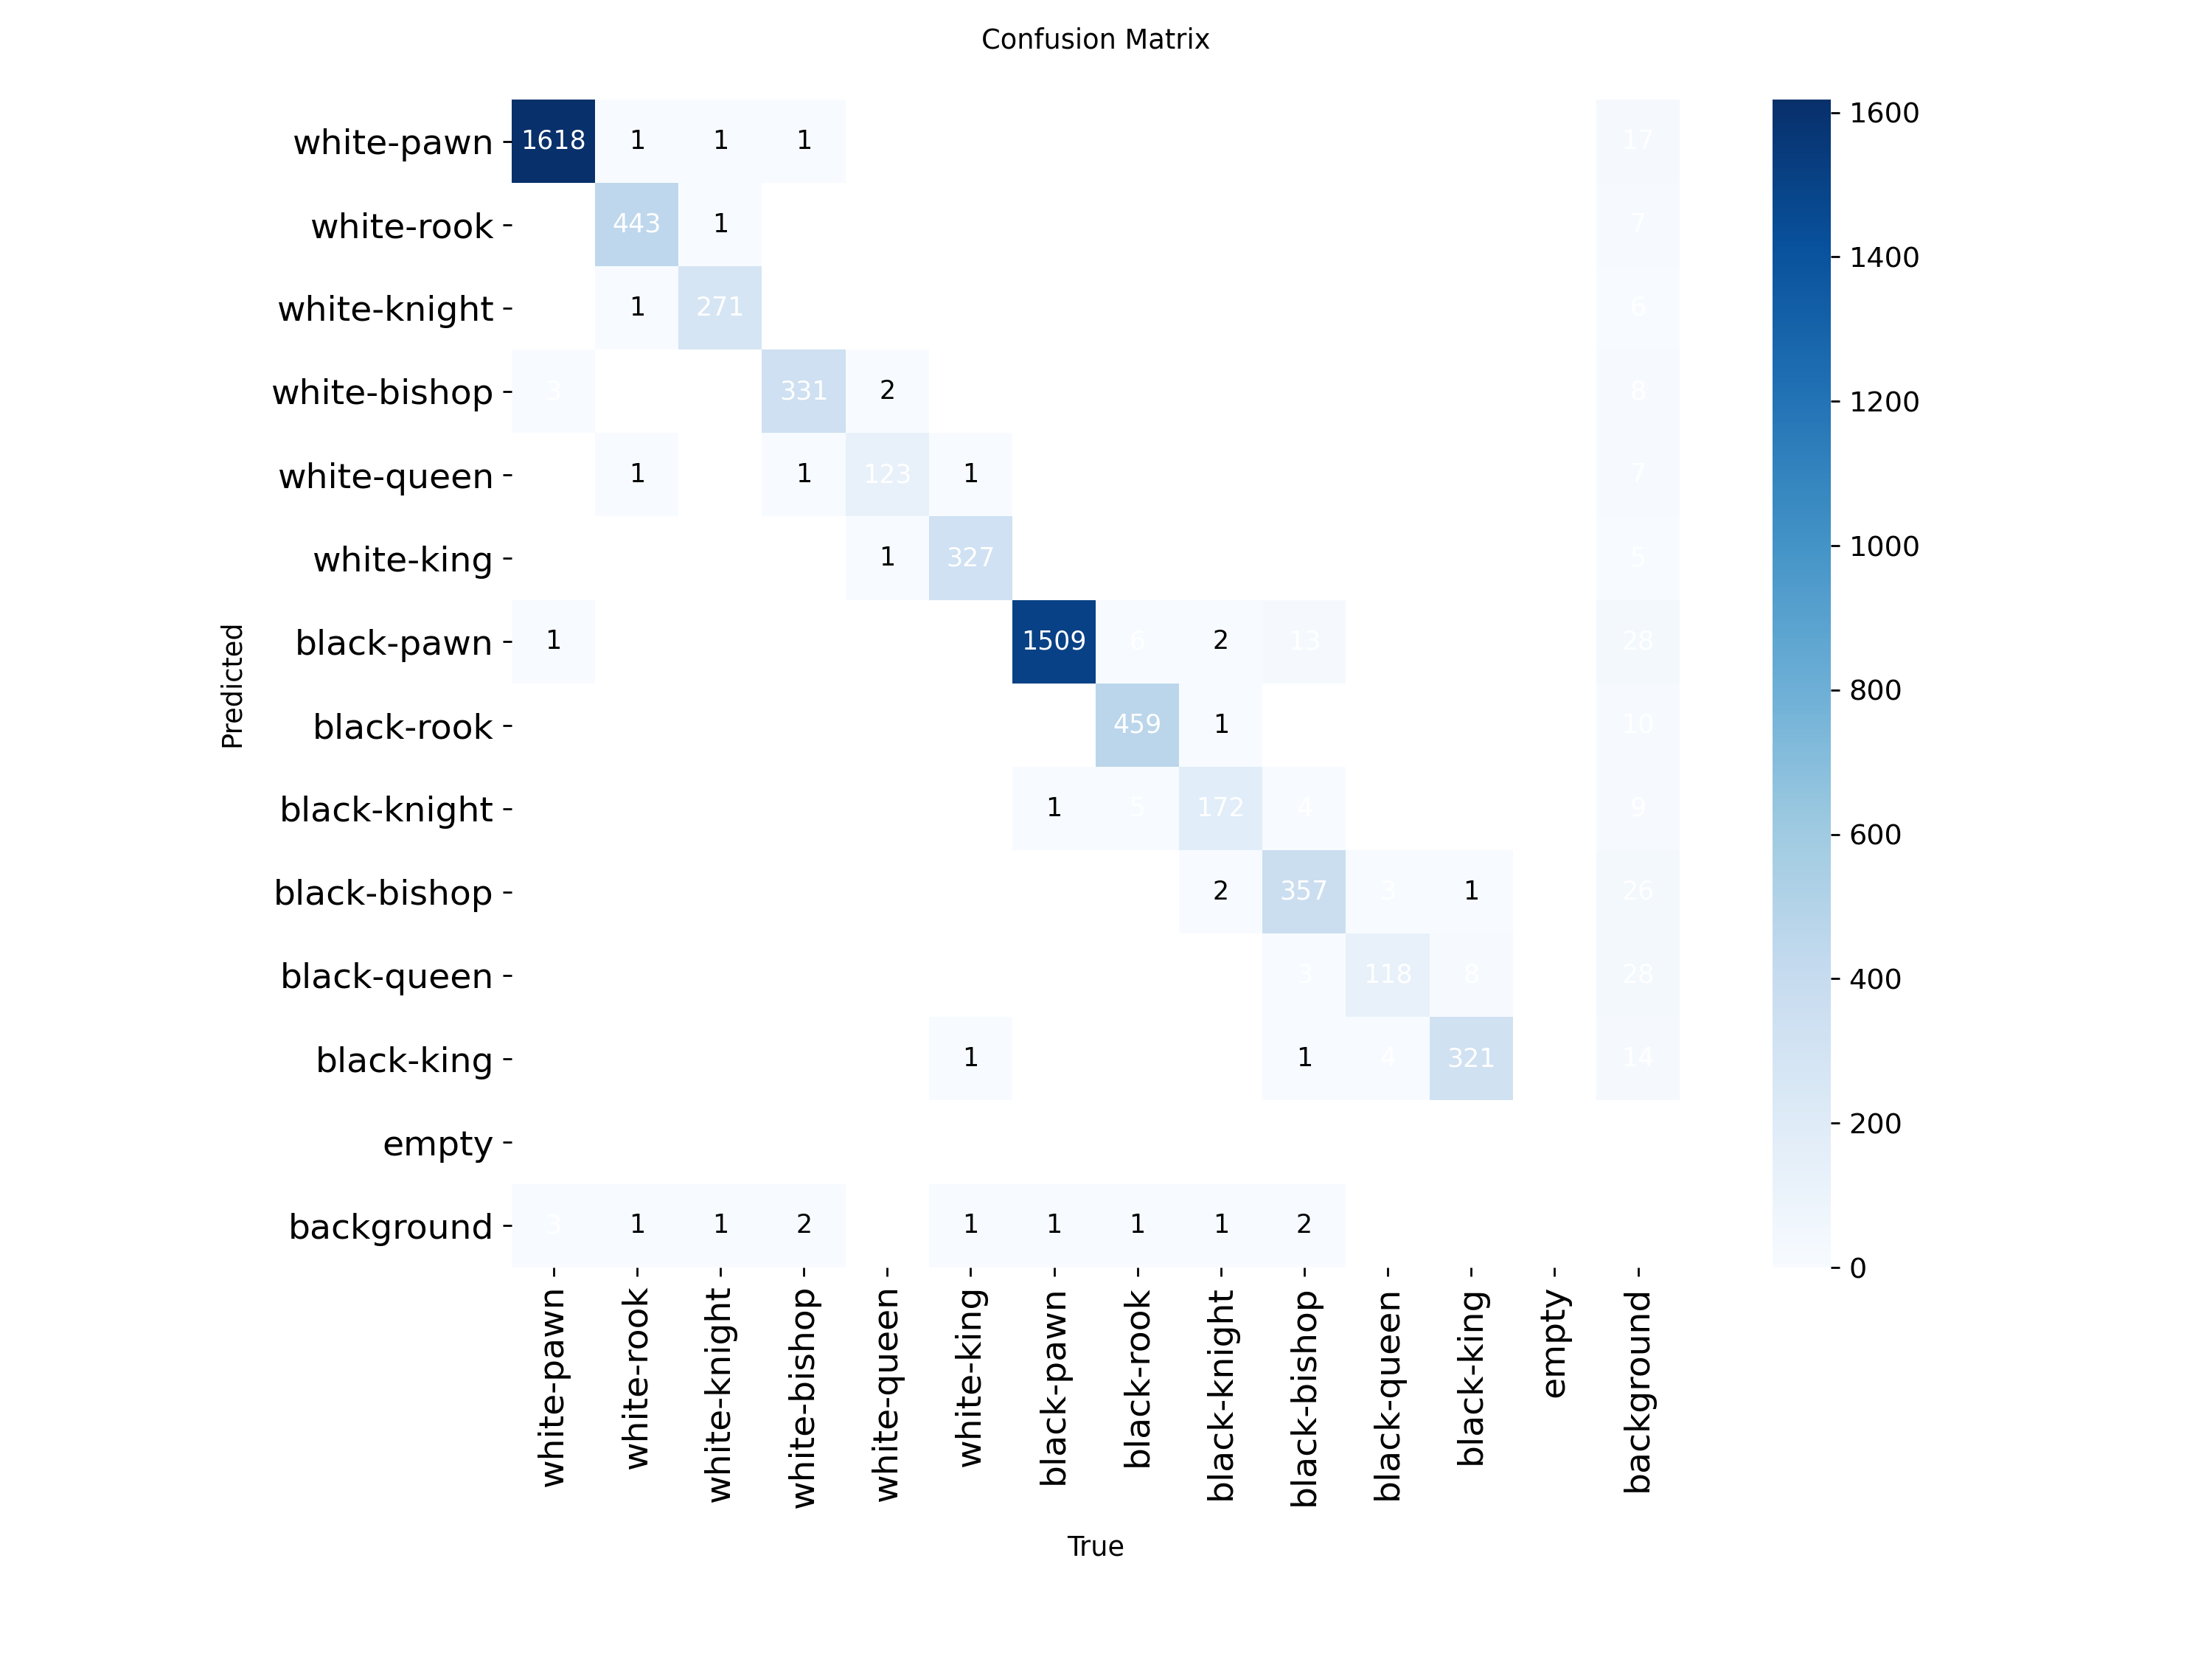 Confusion Matrix
white-pawn 1618 1 1 1 17
white-rook 443 1 7
white-knight 1 271 6
white-bishop 3 331 2 8
white-queen 1 1 123 1 7
white-king 1 327 5
black-pawn 1 1509 6 2 13 28
black-rook 459 1 10
black-knight 1 5 172 4 9
black-bishop 2 357 3 1 26
black-queen 3 118 8 28
black-king 1 1 4 321 14
empty
background 3 1 1 2 1 1 1 1 2
Predicted
white-pawn
white-rook
white-knight
white-bishop
white-queen
white-king
black-pawn
black-rook
black-knight
black-bishop
black-queen
black-king
empty
background
True
1600
1400
1200
1000
800
600
400
200
0